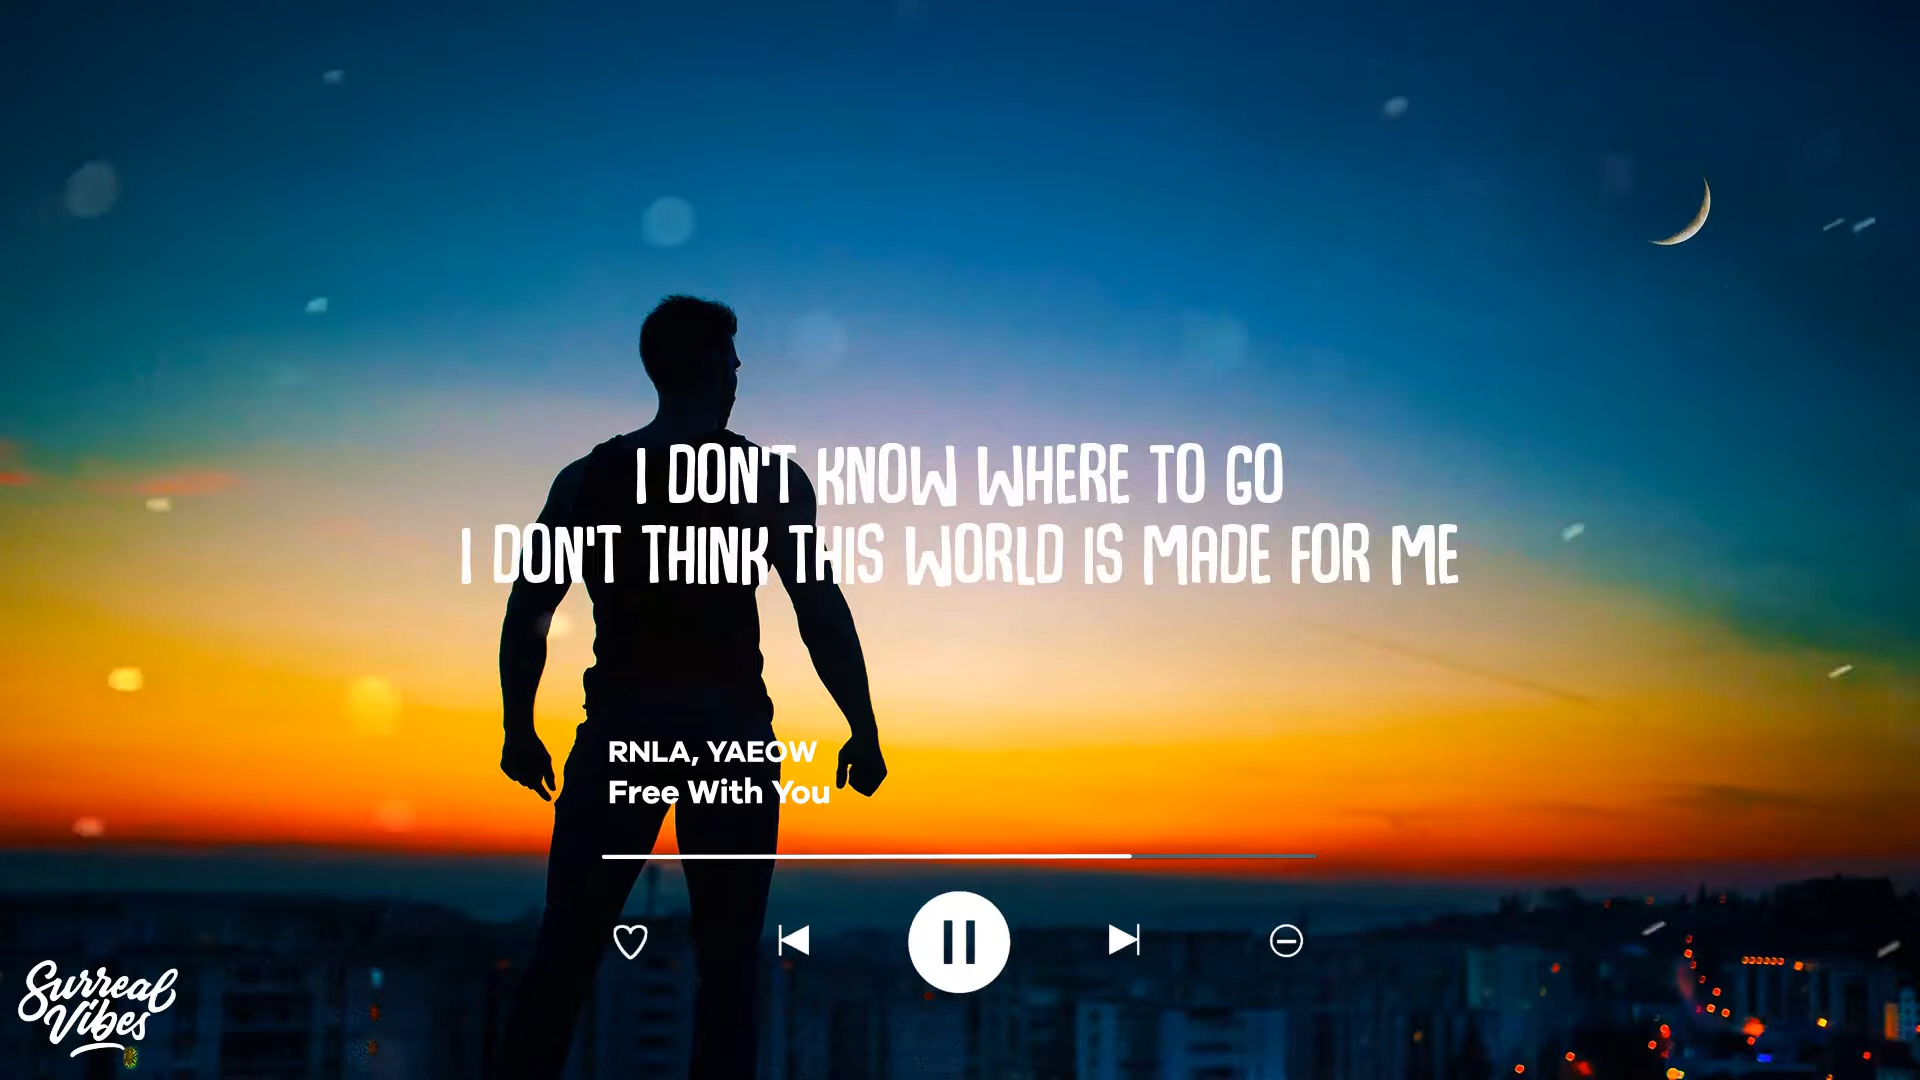 I DON'T KNOW WHERE TO GO
I DON'T THINK THIS WORLD IS MADE FOR ME
RNLA, YAEOW
Free With You
Surreal
Vibes